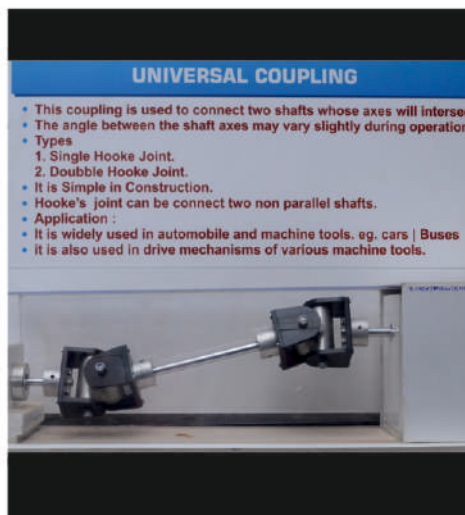 UNIVERSAL COUPLING
• This coupling is used to connect two shafts whose axes will interse
• The angle between the shaft axes may vary slightly during operation
• Types
1. Single Hooke Joint.
2. Doubble Hooke Joint.
• It is Simple in Construction.
• Hooke's joint can be connect two non parallel shafts.
• Application :
• It is widely used in automobile and machine tools. eg. cars | Buses
• it is also used in drive mechanisms of various machine tools.